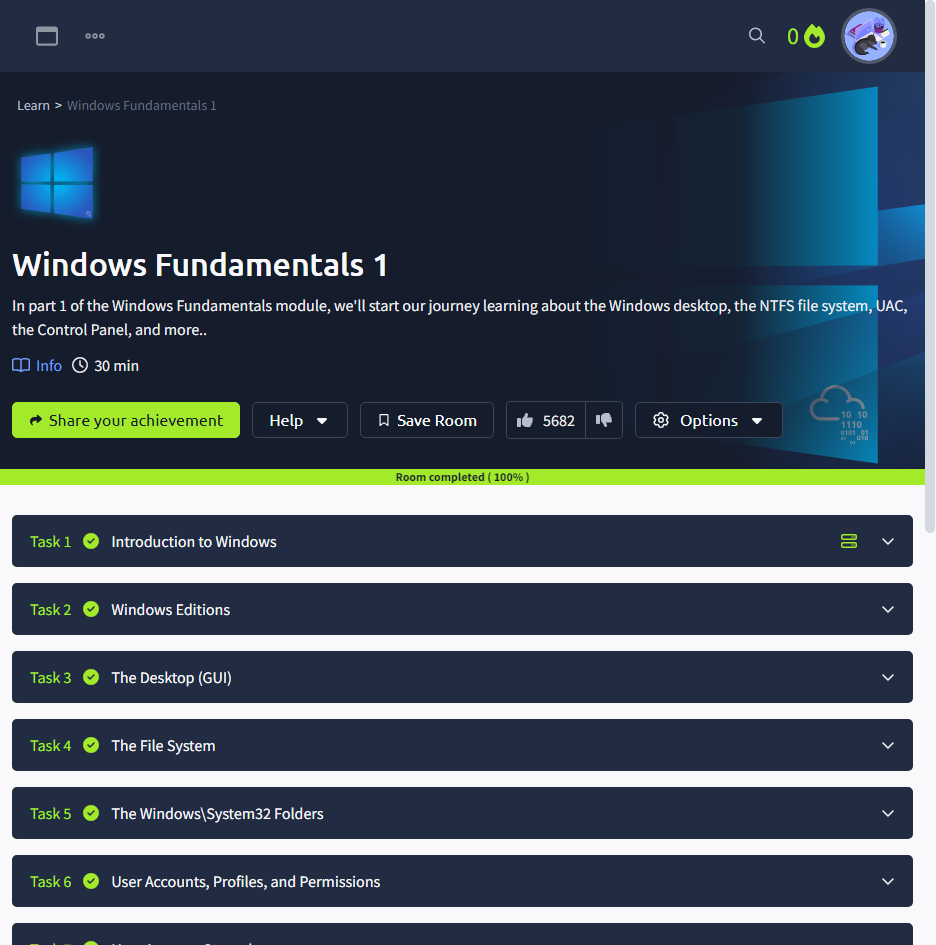 0
Learn > Windows Fundamentals 1
Windows Fundamentals 1
In part 1 of the Windows Fundamentals module, we'll start our journey learning about the Windows desktop, the NTFS file system, UAC,
the Control Panel, and more..
Info 30 min
Share your achievement Help Save Room 5682 Options
Room completed ( 100% )
Task 1 Introduction to Windows
Task 2 Windows Editions
Task 3 The Desktop (GUI)
Task 4 The File System
Task 5 The Windows\System32 Folders
Task 6 User Accounts, Profiles, and Permissions